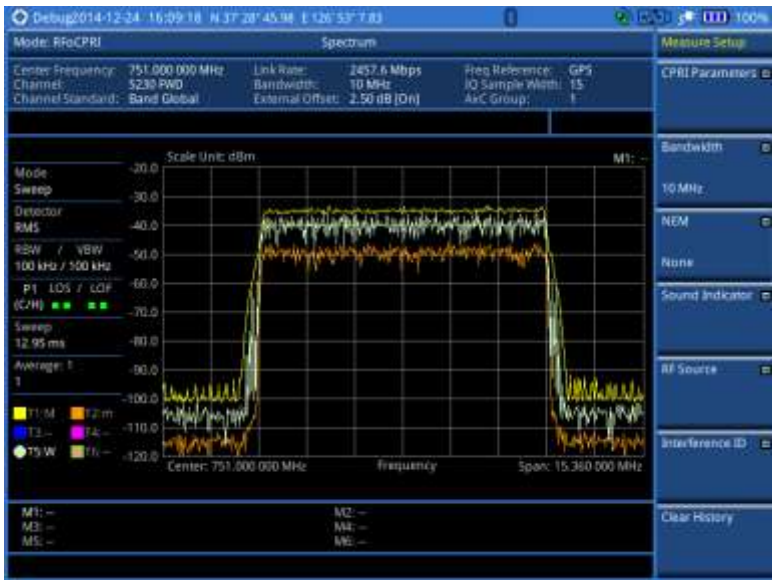 Debug2014-12-24 16:09:18 N 37° 28' 45.98 E 126° 53' 7.83
100%
Mode: RFoCPRI
Spectrum
Measure Setup
Center Frequency: 751.000 000 MHz
Link Rate: 2457.6 Mbps
Freq Reference: GPS
Channel: 5230 FWD
Bandwidth: 10 MHz
IQ Sample Width: 15
Channel Standard: Band Global
External Offset: 2.50 dB [On]
AxC Group: 1
CPRI Parameters
Scale Unit: dBm
M1: --
Bandwidth
10 MHz
Mode
Sweep
Detector
RMS
RBW / VBW
100 kHz / 100 kHz
P1 LOS / LOF
(C/H)
Sweep
12.95 ms
Average: 1
1
T1: M
T2: m
T3: --
T4: --
T5: W
T6: --
-20.0
-30.0
-40.0
-50.0
-60.0
-70.0
-80.0
-90.0
-100.0
-110.0
-120.0
Center: 751.000 000 MHz
Frequency
Span: 15.360 000 MHz
NEM
None
Sound Indicator
RF Source
Interference ID
Clear History
M1: --
M2: --
M3: --
M4: --
M5: --
M6: --